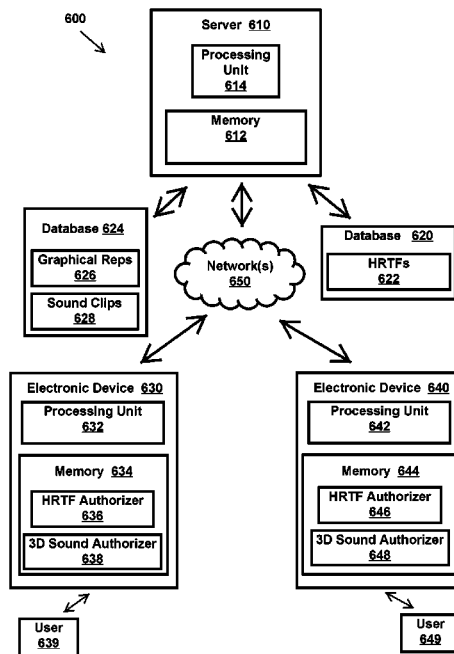 600
Server 610
Processing
Unit
614
Memory
612
Database 624
Graphical Reps
626
Sound Clips
628
Network(s)
650
Database 620
HRTFs
622
Electronic Device 630
Processing Unit
632
Memory 634
HRTF Authorizer
636
3D Sound Authorizer
638
User
639
Electronic Device 640
Processing Unit
642
Memory 644
HRTF Authorizer
646
3D Sound Authorizer
648
User
649